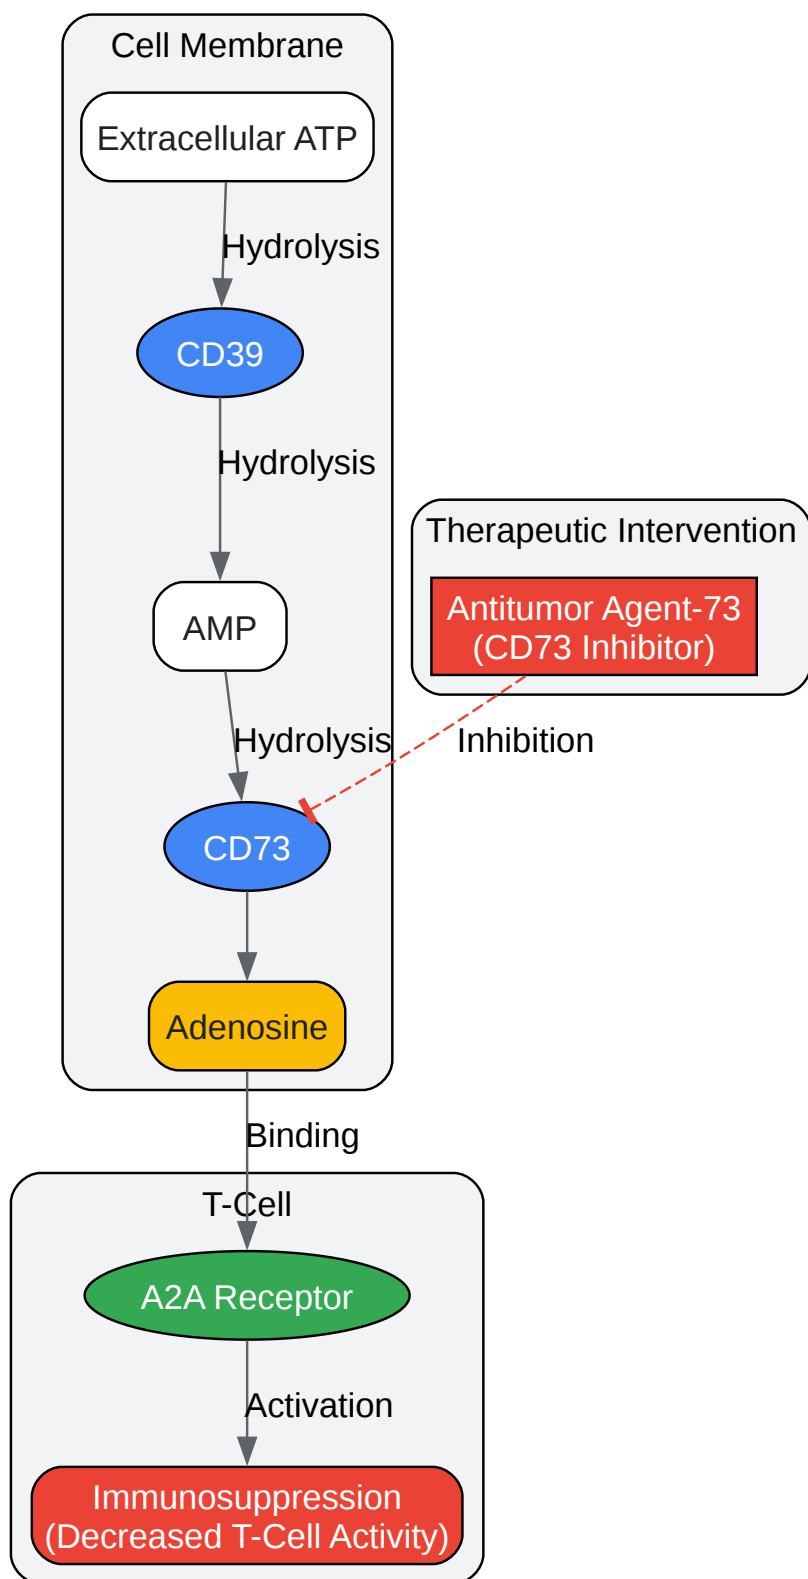 Cell Membrane
Extracellular ATP
Hydrolysis
CD39
Hydrolysis
Therapeutic Intervention
Antitumor Agent-73
(CD73 Inhibitor)
AMP
Hydrolysis
Inhibition
CD73
Adenosine
Binding
T-Cell
A2A Receptor
Activation
Immunosuppression
(Decreased T-Cell Activity)